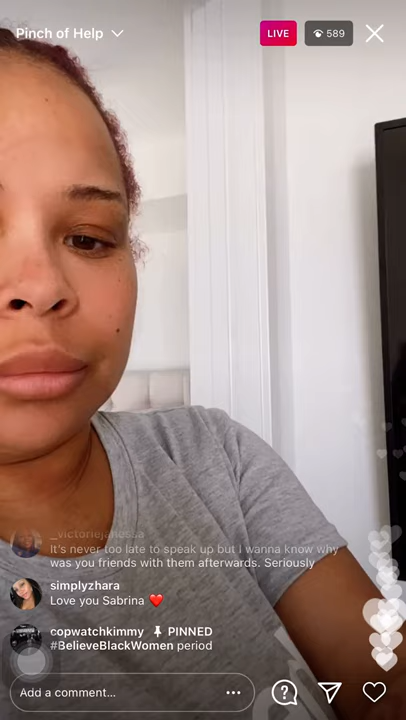 Pinch of Help
LIVE
589
It's never too late to speak up but I wanna know why
was you friends with them afterwards. Seriously
simplyzhara
Love you Sabrina ❤️
copwatchkimmy 📌 PINNED
#BelieveBlackWomen period
Add a comment...